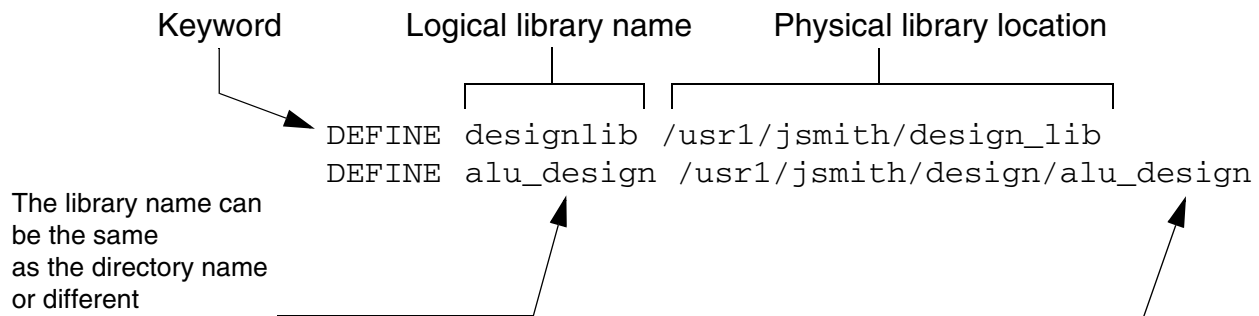 Keyword Logical library name Physical library location
DEFINE designlib /usr1/jsmith/design_lib
DEFINE alu_design /usr1/jsmith/design/alu_design
The library name can
be the same
as the directory name
or different